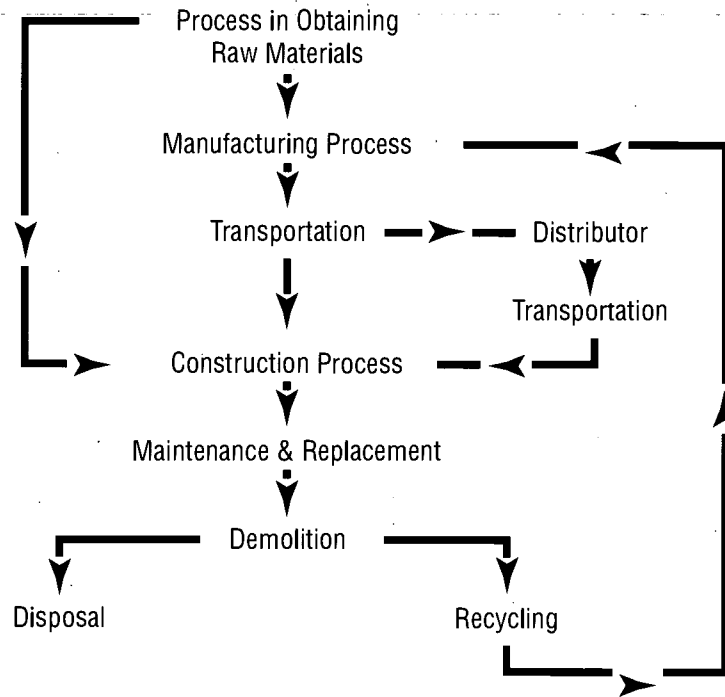 Process in Obtaining
Raw Materials
Manufacturing Process
Transportation
Distributor
Transportation
Construction Process
Maintenance & Replacement
Demolition
Disposal
Recycling